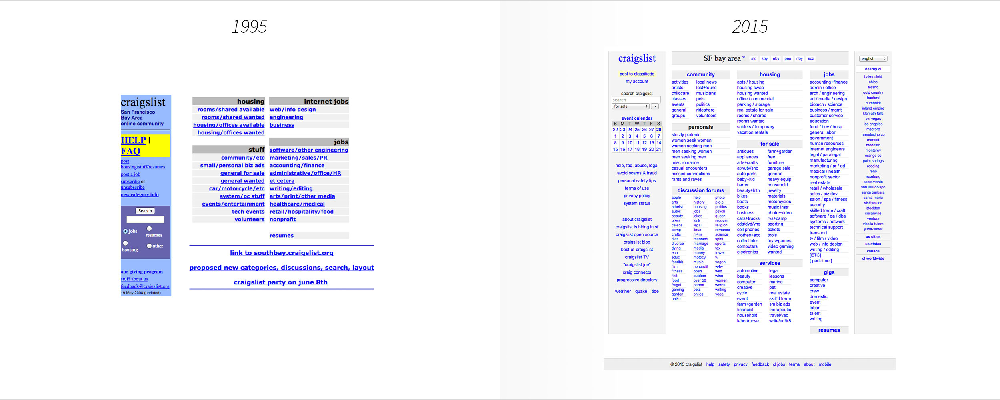 1995
craigslist
San Francisco
Bay Area
online community
HELP |
FAQ
post
housing/stuff/resumes
post a job
subscribe or
unsubscribe
new category info
Search
jobs
resumes
housing
other
our giving program
stuff about us
feedback@craigslist.org
19 May 2000 (updated)
housing
rooms/shared available
rooms/shared wanted
housing/offices available
housing/offices wanted
stuff
community/etc
small/personal biz ads
general for sale
general wanted
car/motorcycle/etc
system/pc stuff
events/entertainment
tech events
volunteers
internet jobs
web/info design
engineering
business
jobs
software/other engineering
marketing/sales/PR
accounting/finance
administrative/office/HR
et cetera
writing/editing
arts/print/other media
healthcare/medical
retail/hospitality/food
nonprofit
resumes
link to southbay.craigslist.org
proposed new categories, discussions, search, layout
craigslist party on june 8th
2015
craigslist
post to classifieds
my account
search craigslist
search
for sale >
event calendar
S M T W T F S
22 23 24 25 26 27 28
1 2 3 4 5 6 7
8 9 10 11 12 13 14
15 16 17 18 19 20 21
help, faq, abuse, legal
avoid scams & fraud
personal safety tips
terms of use
privacy policy
system status
about craigslist
craigslist is hiring in sf
craigslist open source
craigslist blog
best-of-craigslist
craigslist TV
"craigslist joe"
craig connects
progressive directory
weather quake tide
SF bay area w sfc sby eby pen nby scz
community
activities
artists
childcare
classes
events
general
groups
local news
lost+found
musicians
pets
politics
rideshare
volunteers
personals
strictly platonic
women seek women
women seeking men
men seeking women
men seeking men
misc romance
casual encounters
missed connections
rants and raves
discussion forums
apple
arts
atheist
autos
beauty
bikes
celebs
comp
crafts
diet
divorce
dying
eco
educ
feedbk
film
fitness
fixit
food
frugal
gaming
garden
haiku
help
history
housing
jobs
jokes
kink
legal
linux
m4m
manners
marriage
media
money
motocy
music
nonprofit
open
outdoor
over 50
parent
pets
philos
photo
p.o.c.
politics
psych
queer
recover
religion
romance
science
spirit
sports
tax
travel
tv
vegan
w4w
wed
wine
women
words
writing
yoga
housing
apts / housing
housing swap
housing wanted
office / commercial
parking / storage
real estate for sale
rooms / shared
rooms wanted
sublets / temporary
vacation rentals
for sale
antiques
appliances
arts+crafts
atv/utv/sno
auto parts
baby+kid
barter
beauty+hlth
bikes
boats
books
business
cars+trucks
cds/dvd/vhs
cell phones
clothes+acc
collectibles
computers
electronics
farm+garden
free
furniture
garage sale
general
heavy equip
household
jewelry
materials
motorcycles
music instr
photo+video
rvs+camp
sporting
tickets
tools
toys+games
video gaming
wanted
services
automotive
beauty
computer
creative
cycle
event
farm+garden
financial
household
labor/move
legal
lessons
marine
pet
real estate
skill'd trade
sm biz ads
therapeutic
travel/vac
write/ed/tr8
jobs
accounting+finance
admin / office
arch / engineering
art / media / design
biotech / science
business / mgmt
customer service
education
food / bev / hosp
general labor
government
human resources
internet engineers
legal / paralegal
manufacturing
marketing / pr / ad
medical / health
nonprofit sector
real estate
retail / wholesale
sales / biz dev
salon / spa / fitness
security
skilled trade / craft
software / qa / dba
systems / network
technical support
transport
tv / film / video
web / info design
writing / editing
[ETC]
[ part-time ]
gigs
computer
creative
crew
domestic
event
labor
talent
writing
resumes
english
nearby cl
bakersfield
chico
fresno
gold country
hanford
humboldt
inland empire
klamath falls
las vegas
los angeles
medford
mendocino co
merced
modesto
monterey
orange co
palm springs
redding
reno
roseburg
sacramento
san luis obispo
santa barbara
santa maria
siskiyou co
stockton
susanville
ventura
visalia-tulare
yuba-sutter
us cities
us states
canada
cl worldwide
© 2015 craigslist help safety privacy feedback cl jobs terms about mobile